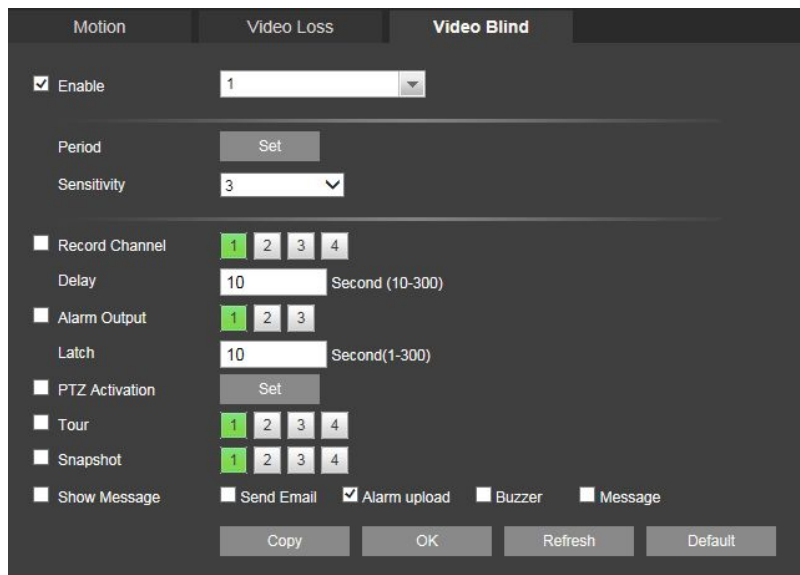 Motion Video Loss Video Blind
Enable 1
Period Set
Sensitivity 3
Record Channel 1 2 3 4
Delay 10 Second (10-300)
Alarm Output 1 2 3
Latch 10 Second(1-300)
PTZ Activation Set
Tour 1 2 3 4
Snapshot 1 2 3 4
Show Message Send Email Alarm upload Buzzer Message
Copy OK Refresh Default